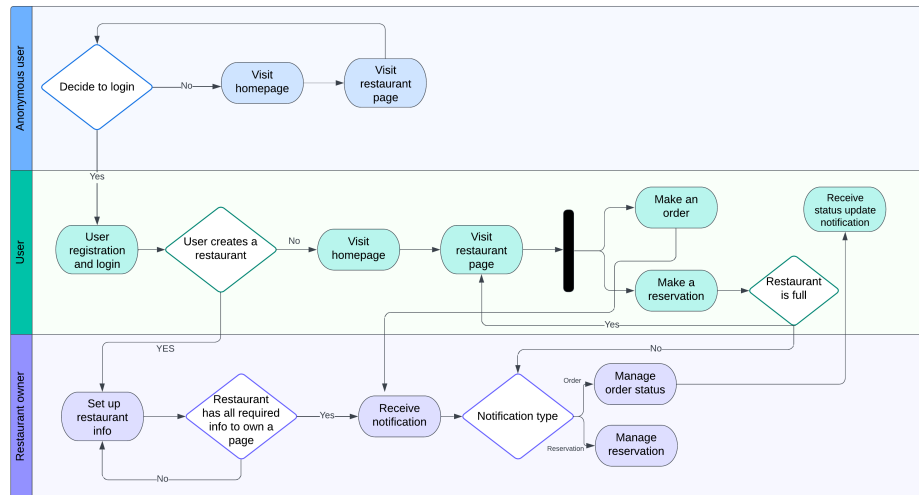 Anonymous user
Decide to login
No
Visit
homepage
Visit
restaurant
page
Yes
User
User
registration
and login
User creates a
restaurant
No
Visit
homepage
Visit
restaurant
page
Make an
order
Make a
reservation
Restaurant
is full
Receive
status update
notification
Yes
YES
No
Restaurant owner
Set up
restaurant
info
Restaurant
has all required
info to own a
page
Yes
No
Receive
notification
Notification type
Order
Reservation
Manage
order status
Manage
reservation